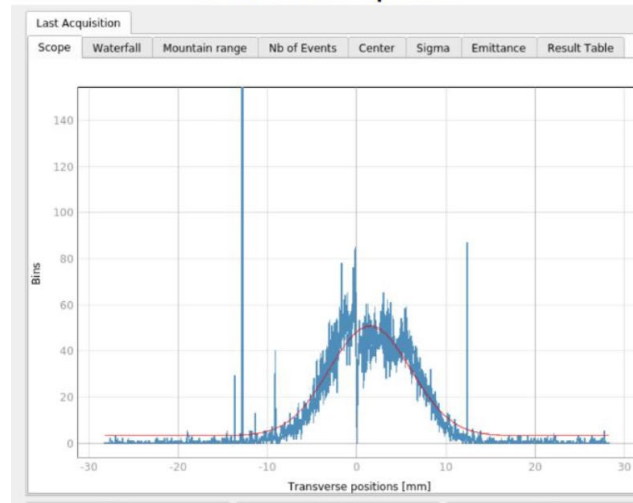 Last Acquisition
Scope Waterfall Mountain range Nb of Events Center Sigma Emittance Result Table
140
120
100
80
60
40
20
0
Bins
-30 -20 -10 0 10 20 30
Transverse positions [mm]